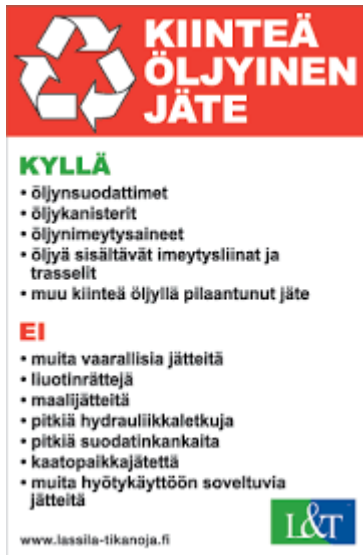 KIINTEÄ
ÖLJYINEN
JÄTE
KYLLÄ
• öljynsuodattimet
• öljykanisterit
• öljynimeytysaineet
• öljyä sisältävät imeytysliinat ja
trasselit
• muu kiinteä öljyllä pilaantunut jäte
EI
• muita vaarallisia jätteitä
• liuotinrättejä
• maalijätteitä
• pitkiä hydrauliikkaletkuja
• pitkiä suodatinkankaita
• kaatopaikkajätettä
• muita hyötykäyttöön soveltuvia
jätteitä
www.lassila-tikanoja.fi
L&T